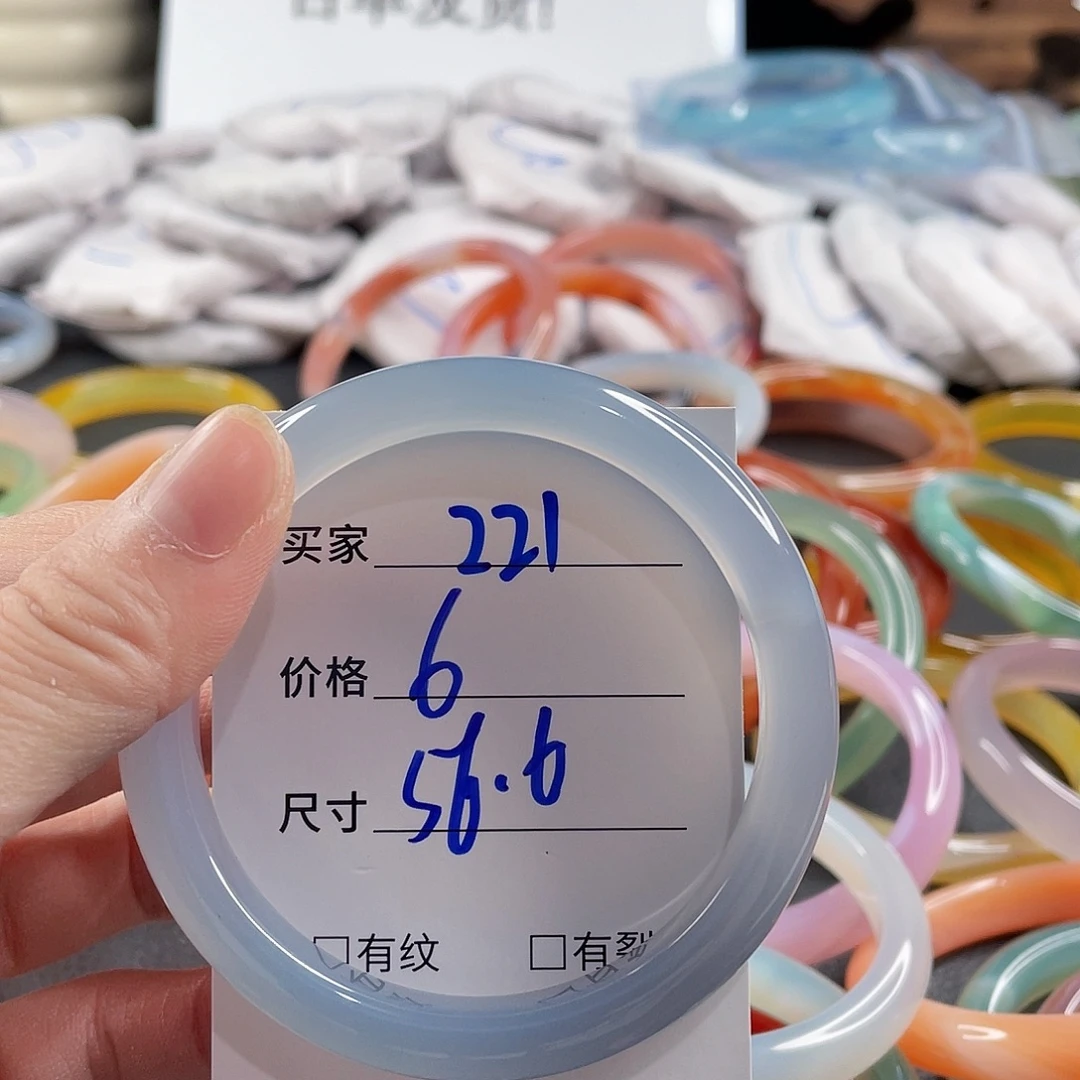 买家 221
价格 6
尺寸 56.6
□有纹 □有裂